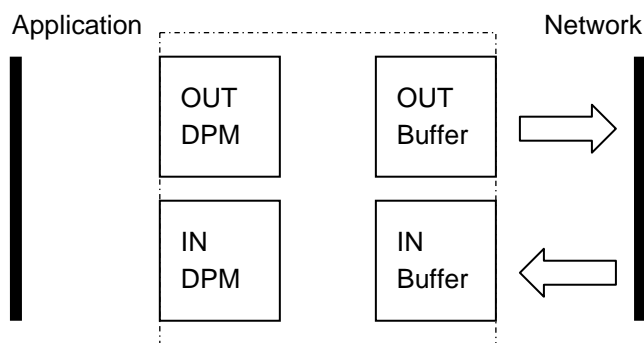 Application
Network
OUT
DPM
OUT
Buffer
IN
DPM
IN
Buffer